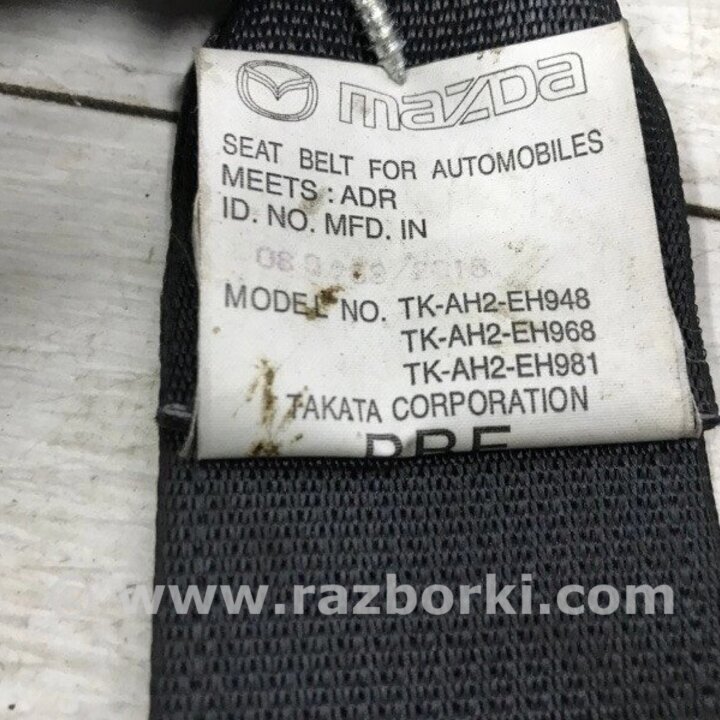 mazda
SEAT BELT FOR AUTOMOBILES
MEETS : ADR
ID. NO. MFD. IN
MODEL NO. TK-AH2-EH948
TK-AH2-EH968
TK-AH2-EH981
TAKATA CORPORATION
www.razborki.com